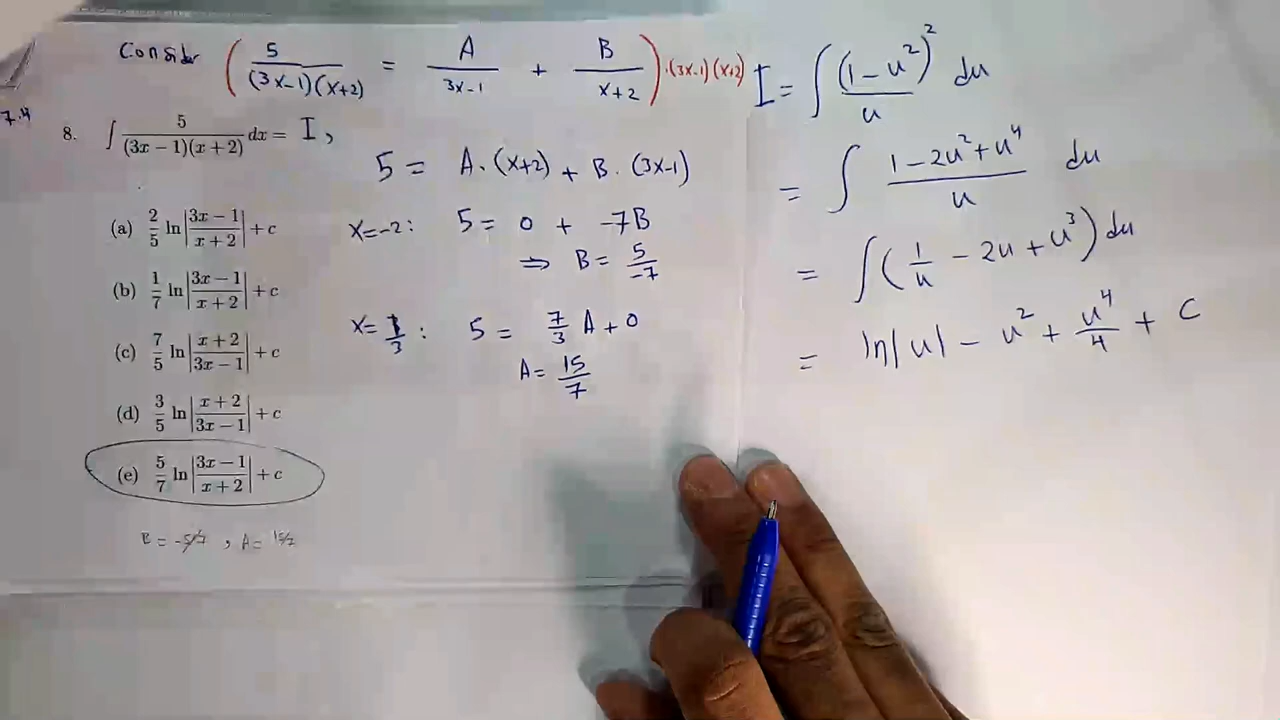 Consider ( 5/(3x-1)(x+2) = A/3x-1 + B/x+2 ) ·(3x-1)(x+2)
7.4
8. ∫ 5/(3x − 1)(x + 2) dx = I,
5 = A·(x+2) + B·(3x-1)
(a) 2/5 ln|3x − 1/x + 2| + c
x=-2: 5 = 0 + -7B
⇒ B = 5/-7
(b) 1/7 ln|3x − 1/x + 2| + c
x=1/3: 5 = 7/3 A + 0
(c) 7/5 ln|x + 2/3x − 1| + c
A = 15/7
(d) 3/5 ln|x + 2/3x − 1| + c
(e) 5/7 ln|3x − 1/x + 2| + c
I = ∫ (1-u²)²/u du
= ∫ 1-2u²+u⁴/u du
= ∫ (1/u - 2u + u³) du
= ln|u| - u² + u⁴/4 + C